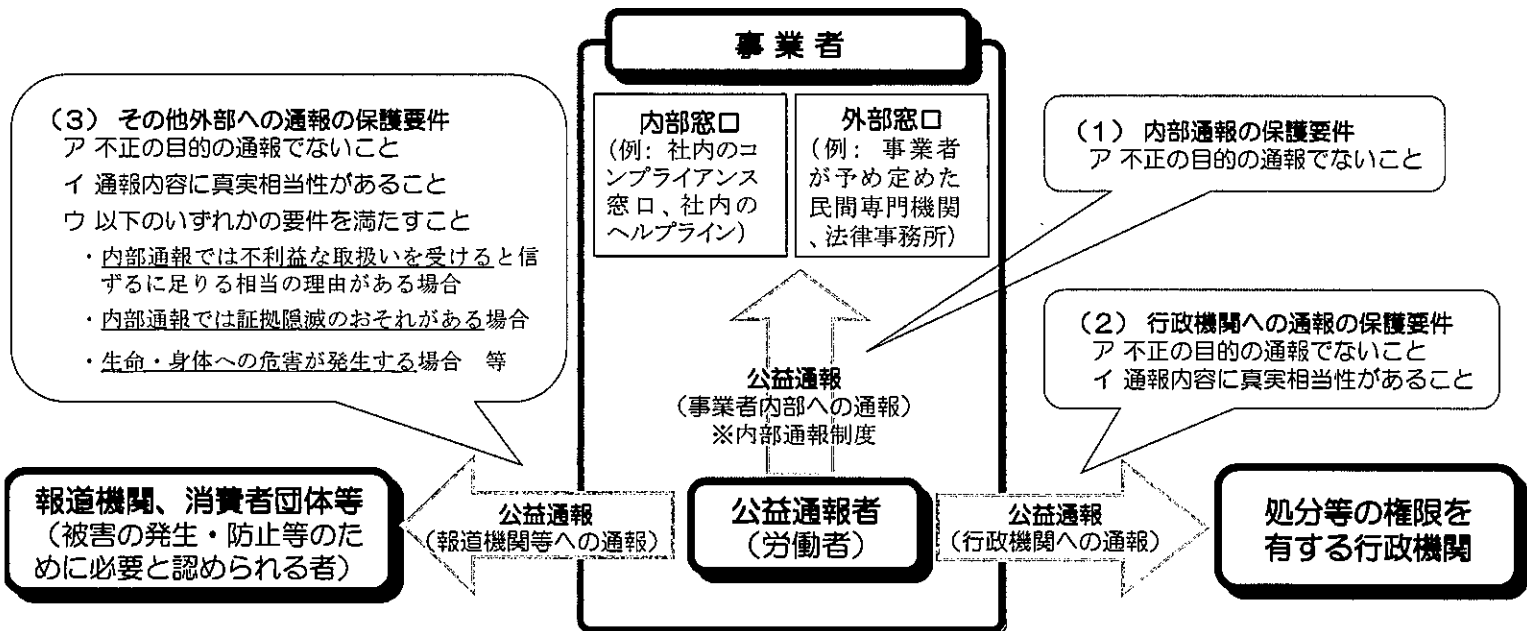 事業者
内部窓口
(例: 社内のコ
ンプライアンス
窓口、社内の
ヘルプライン)
外部窓口
(例: 事業者
が予め定めた
民間専門機関
、法律事務所)
(3) その他外部への通報の保護要件
ア 不正の目的の通報でないこと
イ 通報内容に真実相当性があること
ウ 以下のいずれかの要件を満たすこと
・内部通報では不利益な取扱いを受けると信
ずるに足りる相当の理由がある場合
・内部通報では証拠隠滅のおそれがある場合
・生命・身体への危害が発生する場合 等
(1) 内部通報の保護要件
ア 不正の目的の通報でないこと
(2) 行政機関への通報の保護要件
ア 不正の目的の通報でないこと
イ 通報内容に真実相当性があること
公益通報
(事業者内部への通報)
※内部通報制度
報道機関、消費者団体等
(被害の発生・防止等のた
めに必要と認められる者)
公益通報
(報道機関等への通報)
公益通報者
(労働者)
公益通報
(行政機関への通報)
処分等の権限を
有する行政機関